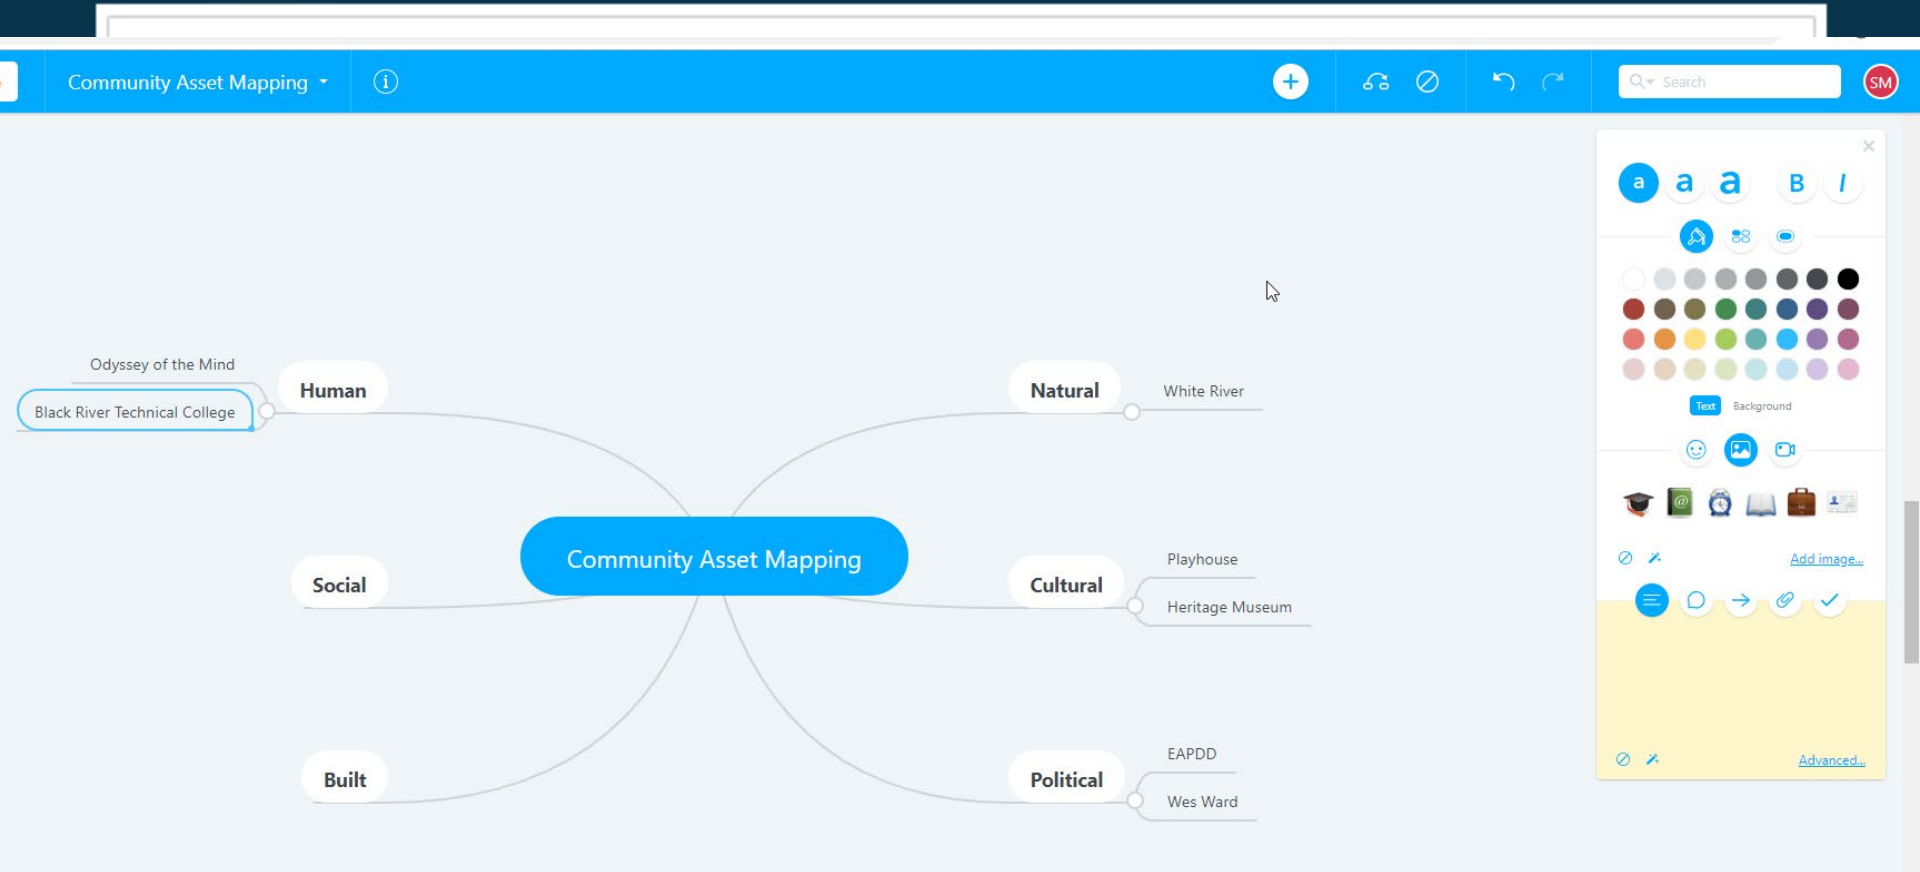 Community Asset Mapping
Search
SM
a a a B I
Text Background
Add image...
Advanced...
Odyssey of the Mind
Black River Technical College
Human
Natural
White River
Social
Community Asset Mapping
Cultural
Playhouse
Heritage Museum
Built
Political
EAPDD
Wes Ward